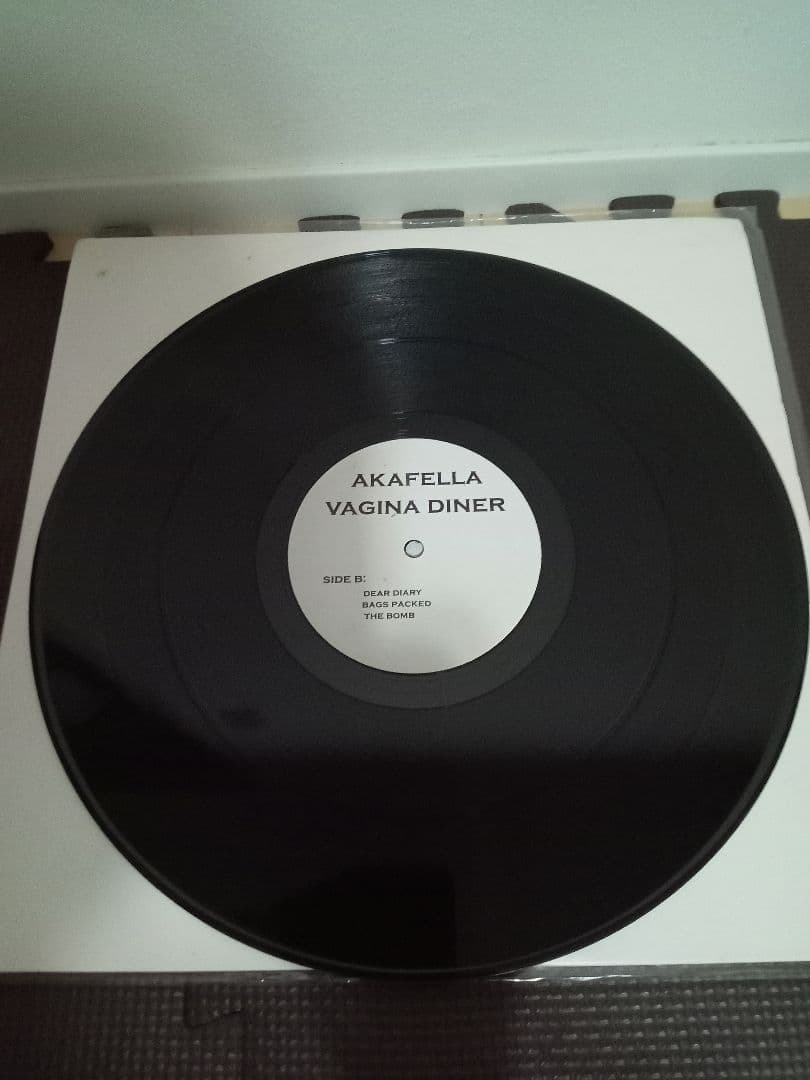 AKAFELLA
VAGINA DINER
SIDE B:
DEAR DIARY
BAGS PACKED
THE BOMB